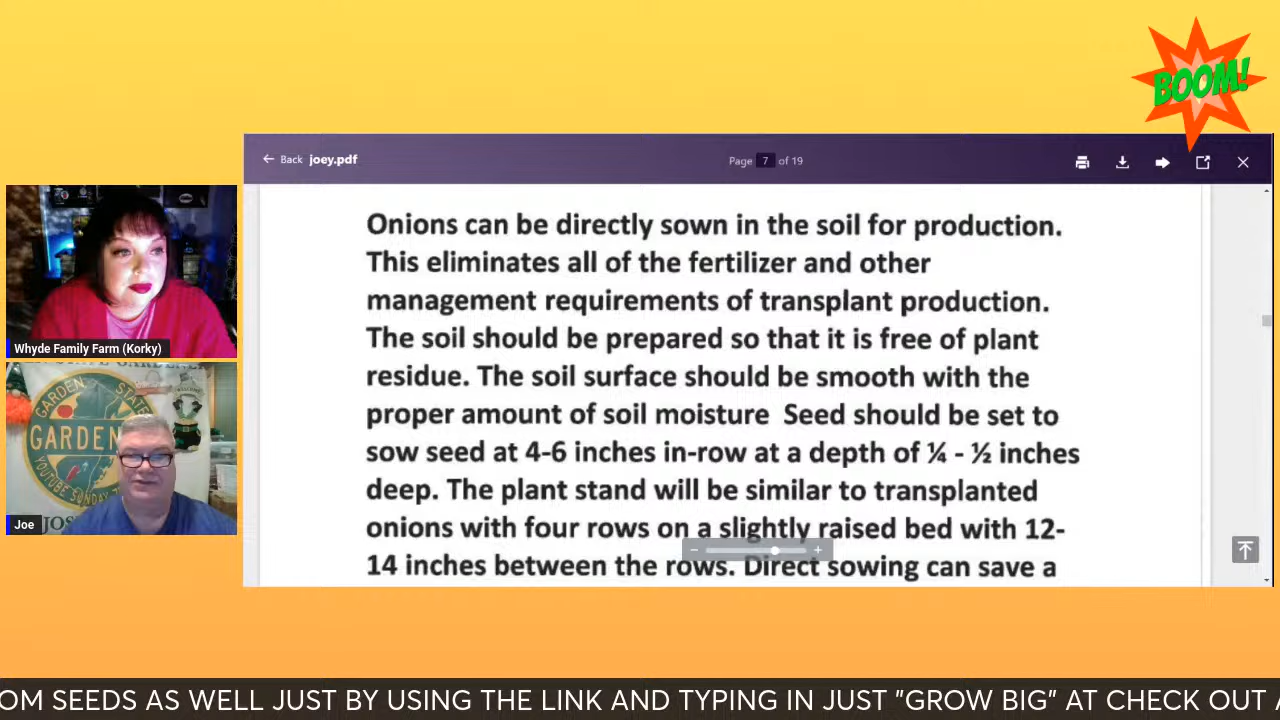 BOOM!
← Back joey.pdf
Page 7 of 19
Onions can be directly sown in the soil for production.
This eliminates all of the fertilizer and other
management requirements of transplant production.
The soil should be prepared so that it is free of plant
residue. The soil surface should be smooth with the
proper amount of soil moisture  Seed should be set to
sow seed at 4-6 inches in-row at a depth of ¼ - ½ inches
deep. The plant stand will be similar to transplanted
onions with four rows on a slightly raised bed with 12-
14 inches between the rows. Direct sowing can save a
Whyde Family Farm (Korky)
GARDEN STATE
GARDEN
YOUTUBE SUNDAY
Joe
JOS
OM SEEDS AS WELL JUST BY USING THE LINK AND TYPING IN JUST "GROW BIG" AT CHECK OUT